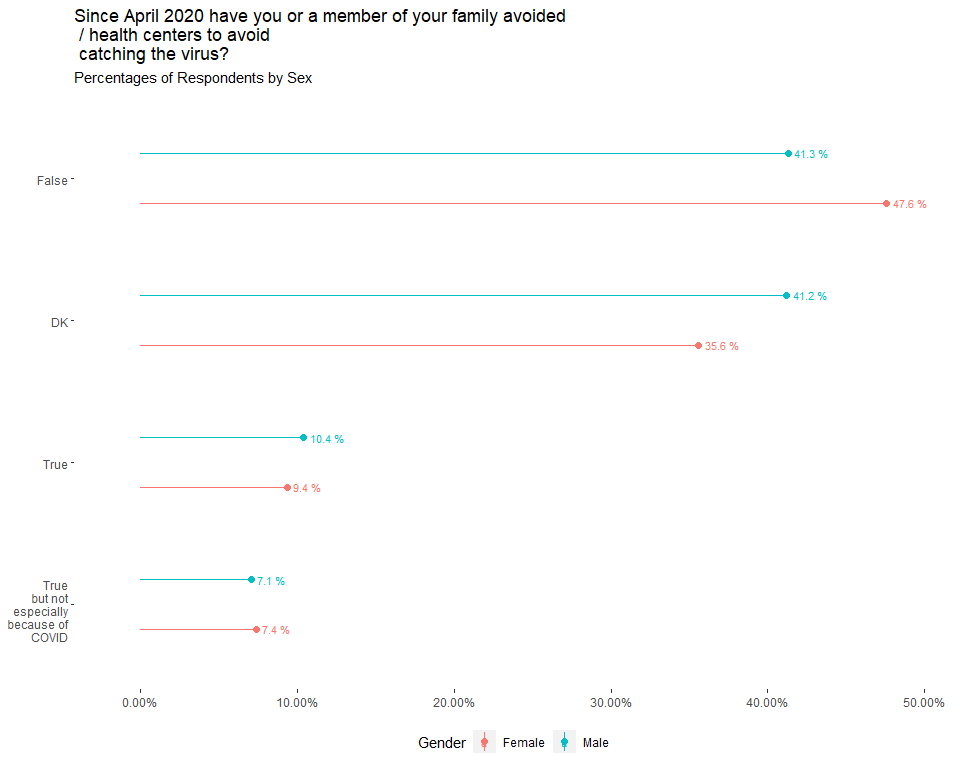 Since April 2020 have you or a member of your family avoided
/ health centers to avoid
catching the virus?
Percentages of Respondents by Sex
41.3 %
False
47.6 %
41.2 %
DK
35.6 %
10.4 %
True
9.4 %
7.1 %
True
but not
especially
because of
COVID
7.4 %
0.00% 10.00% 20.00% 30.00% 40.00% 50.00%
Gender Female Male